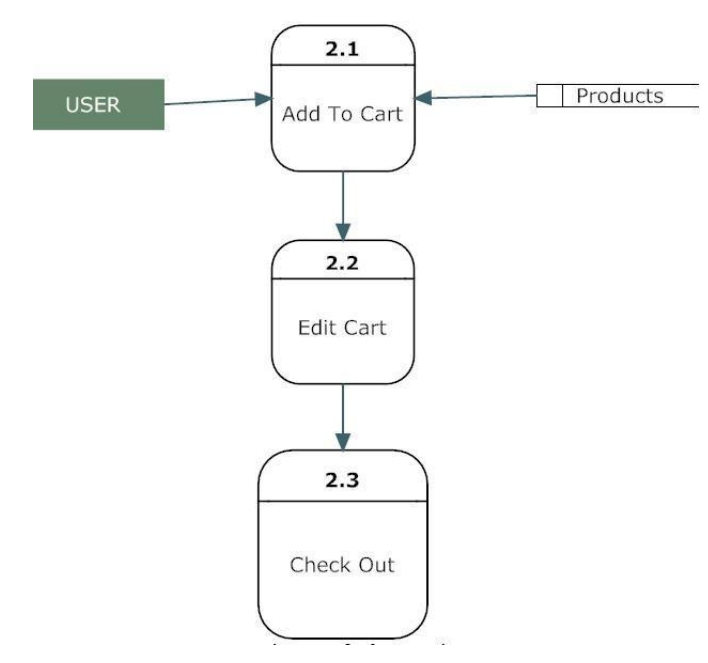 2.1
USER
Add To Cart
Products
2.2
Edit Cart
2.3
Check Out